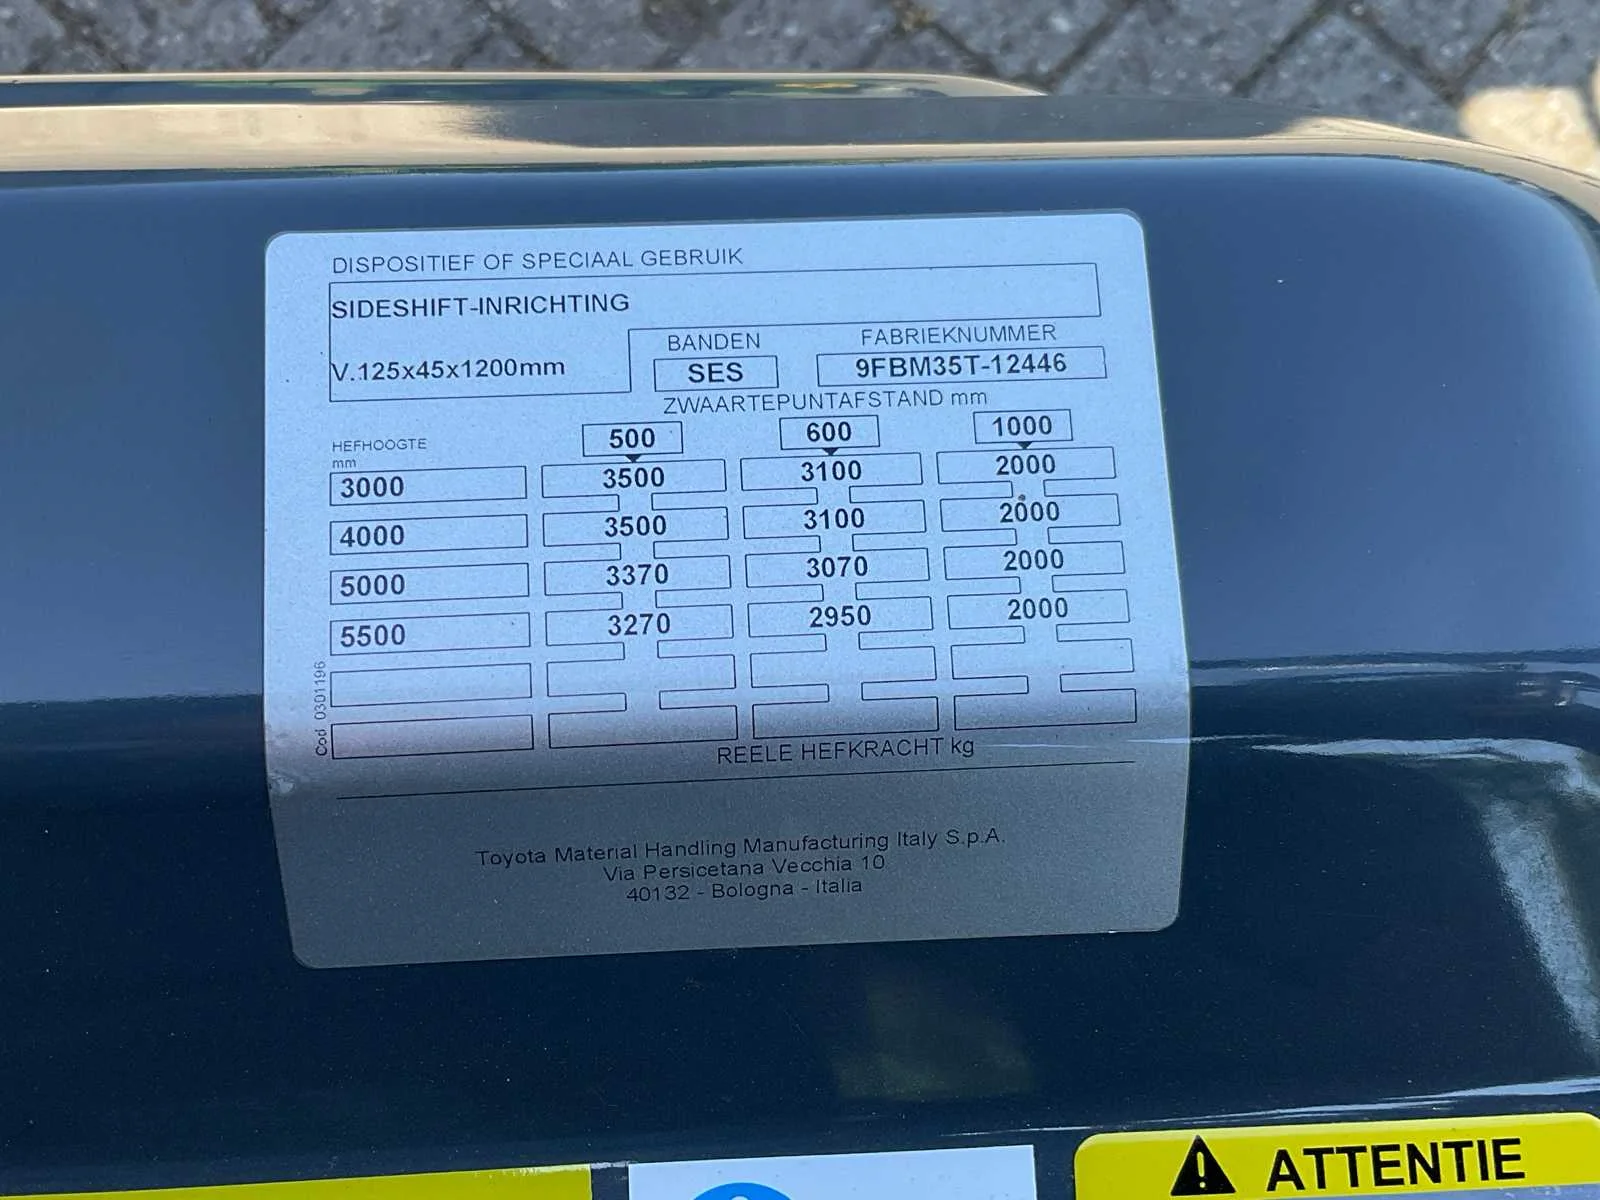 DISPOSITIEF OF SPECIAAL GEBRUIK
SIDESHIFT-INRICHTING
BANDEN FABRIEKNUMMER
V.125x45x1200mm SES 9FBM35T-12446
ZWAARTEPUNTAFSTAND mm
HEFHOOGTE
mm
500 600 1000
3000 3500 3100 2000
4000 3500 3100 2000
5000 3370 3070 2000
5500 3270 2950 2000
Cod 0301196
REELE HEFKRACHT kg
Toyota Material Handling Manufacturing Italy S.p.A.
Via Persicetana Vecchia 10
40132 - Bologna - Italia
ATTENTIE